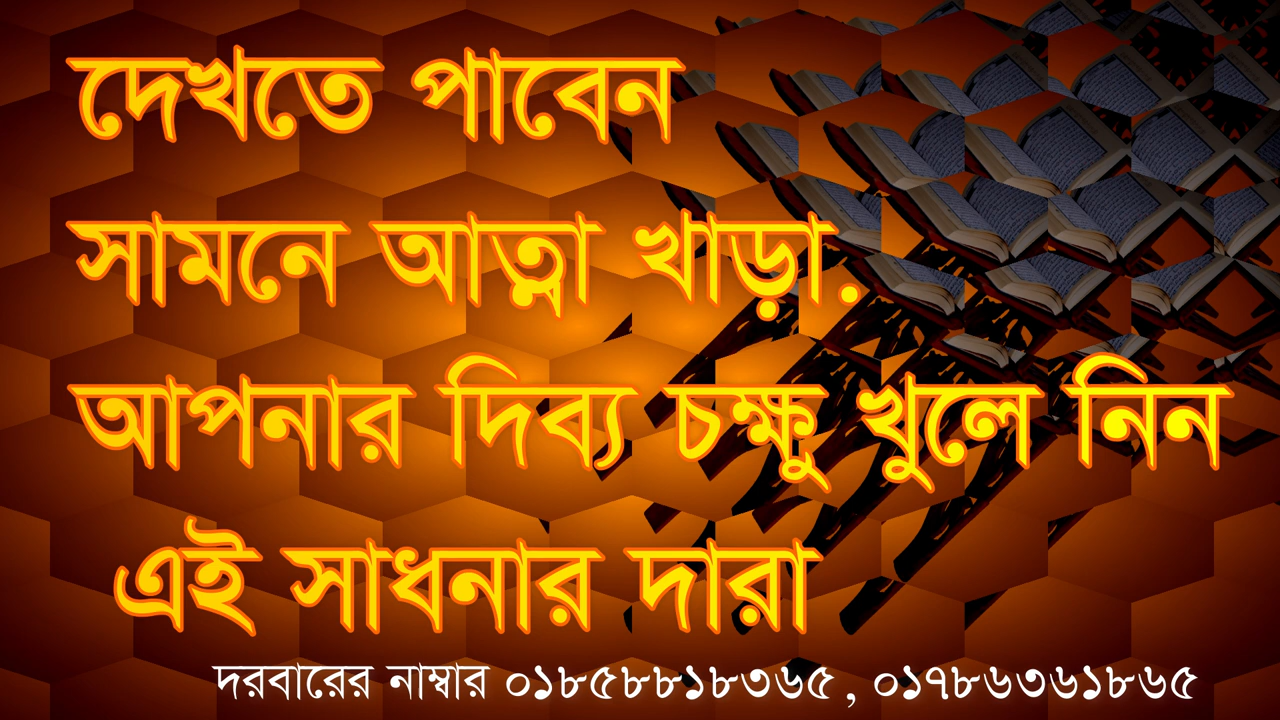 দেখতে পাবেন
সামনে আত্না খাড়া.
আপনার দিব্য চক্ষু খুলে নিন
এই সাধনার দারা
দরবারের নাম্বার ০১৮৫৮৮১৮৩৬৫, ০১৭৮৬৩৬১৮৬৫